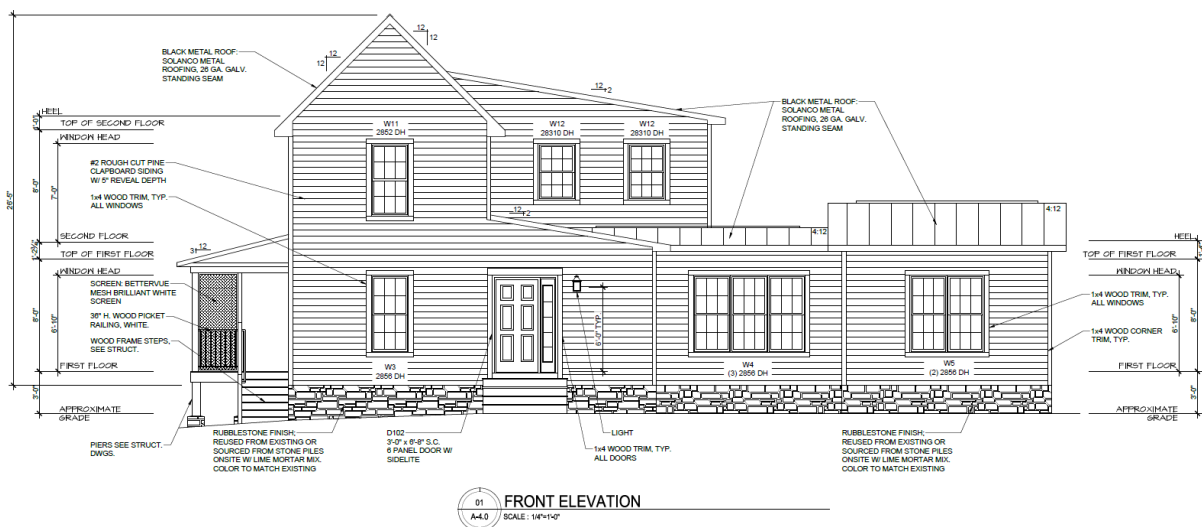 12
12
12
12
BLACK METAL ROOF:
SOLANCO METAL
ROOFING, 26 GA. GALV.
STANDING SEAM
12
2
BLACK METAL ROOF:
SOLANCO METAL
ROOFING, 26 GA. GALV.
STANDING SEAM
HEEL
TOP OF SECOND FLOOR
WINDOW HEAD
1'-0"
8'-0"
7'-0"
26'-5"
W11
2852 DH
W12
28310 DH
W12
28310 DH
#2 ROUGH CUT PINE
CLAPBOARD SIDING
W/ 5" REVEAL DEPTH
1x4 WOOD TRIM, TYP.
ALL WINDOWS
12
2
4:12
4:12
SECOND FLOOR
TOP OF FIRST FLOOR
WINDOW HEAD
1'-2¾"
12
3
HEEL
TOP OF FIRST FLOOR
WINDOW HEAD
SCREEN: BETTERVUE
MESH BRILLIANT WHITE
SCREEN
36" H. WOOD PICKET
RAILING, WHITE.
WOOD FRAME STEPS,
SEE STRUCT.
8'-0"
6'-10"
6'-0" TYP.
1x4 WOOD TRIM, TYP.
ALL WINDOWS
1x4 WOOD CORNER
TRIM, TYP.
6'-10"
8'-0"
FIRST FLOOR
FIRST FLOOR
W3
2856 DH
W4
(3) 2856 DH
W5
(2) 2856 DH
3'-0"
3'-0"
APPROXIMATE
GRADE
APPROXIMATE
GRADE
PIERS SEE STRUCT.
DWGS.
RUBBLESTONE FINISH;
REUSED FROM EXISTING OR
SOURCED FROM STONE PILES
ONSITE W/ LIME MORTAR MIX.
COLOR TO MATCH EXISTING
D102
3'-0" x 6'-8" S.C.
6 PANEL DOOR W/
SIDELITE
LIGHT
1x4 WOOD TRIM, TYP.
ALL DOORS
RUBBLESTONE FINISH;
REUSED FROM EXISTING OR
SOURCED FROM STONE PILES
ONSITE W/ LIME MORTAR MIX.
COLOR TO MATCH EXISTING
01
A-4.0
FRONT ELEVATION
SCALE : 1/4"=1'-0"